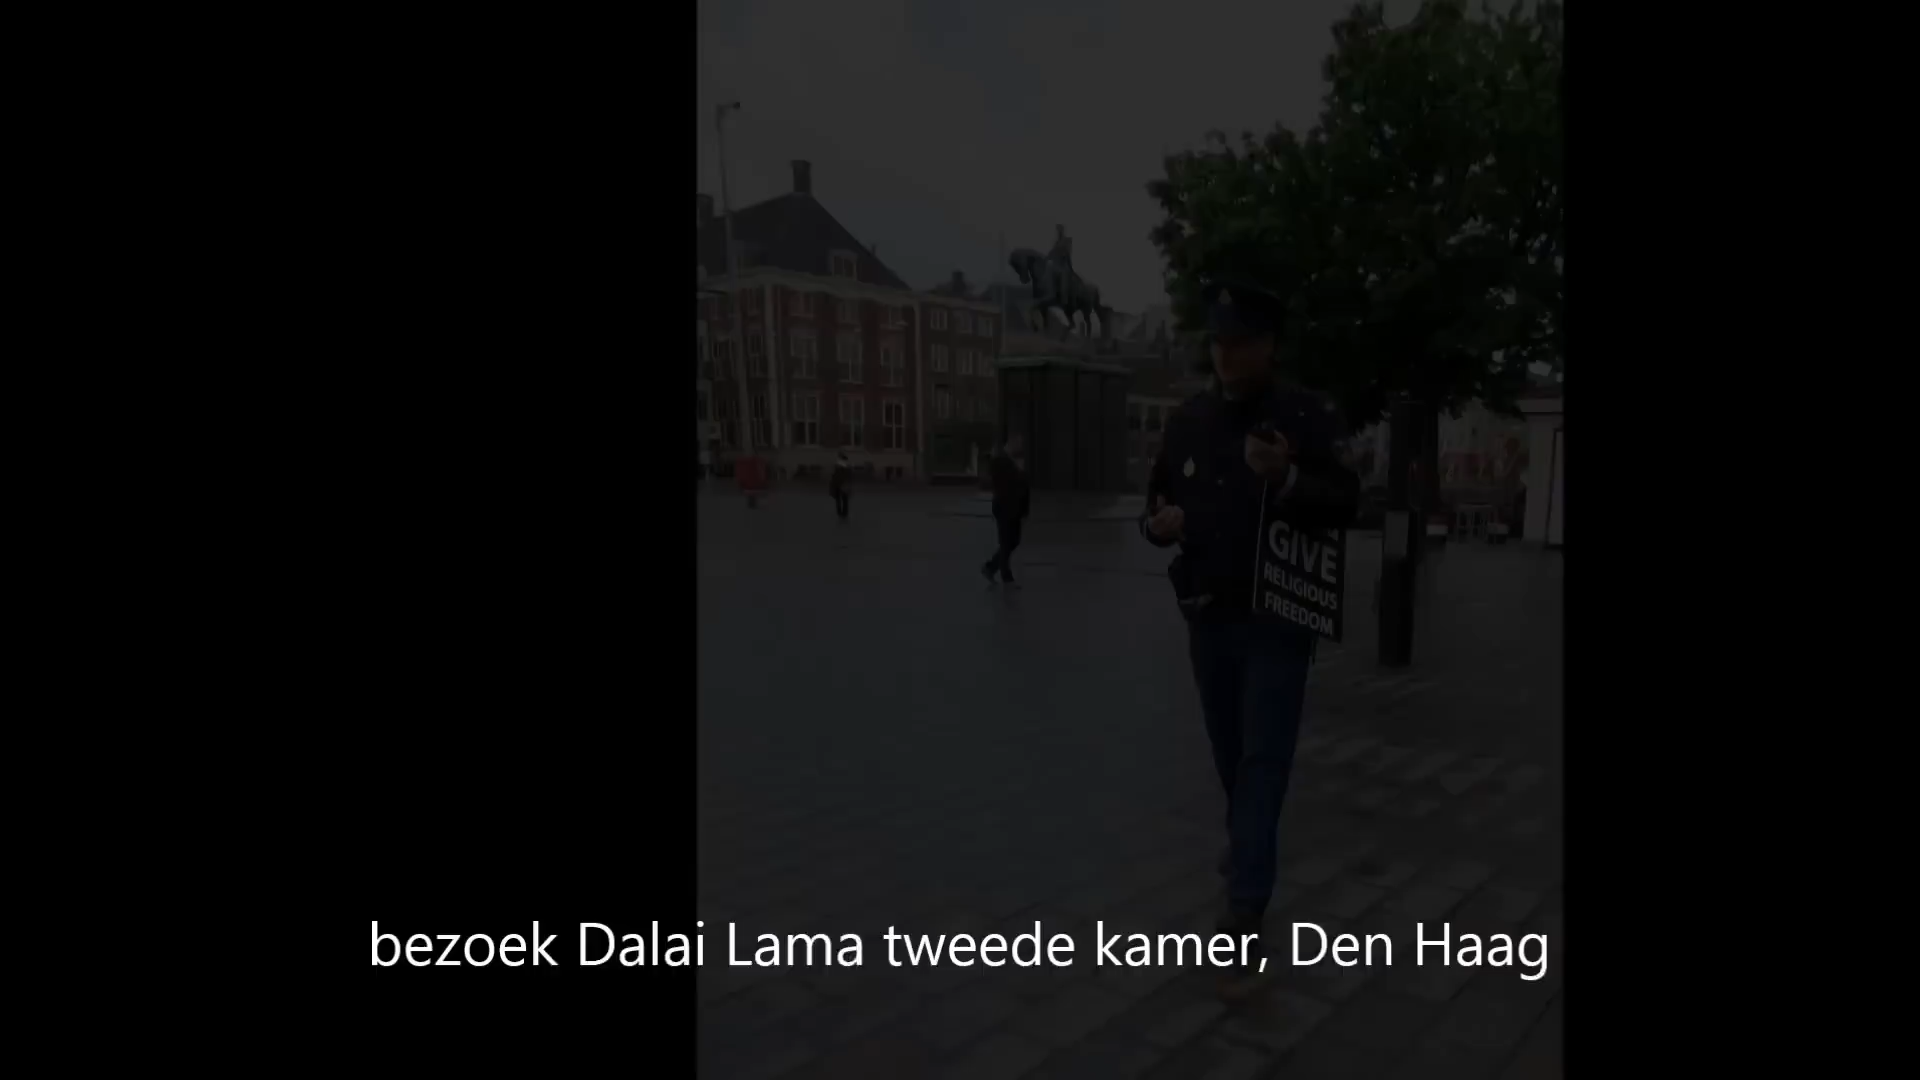 GIVE
RELIGIOUS
FREEDOM
bezoek Dalai Lama tweede kamer, Den Haag